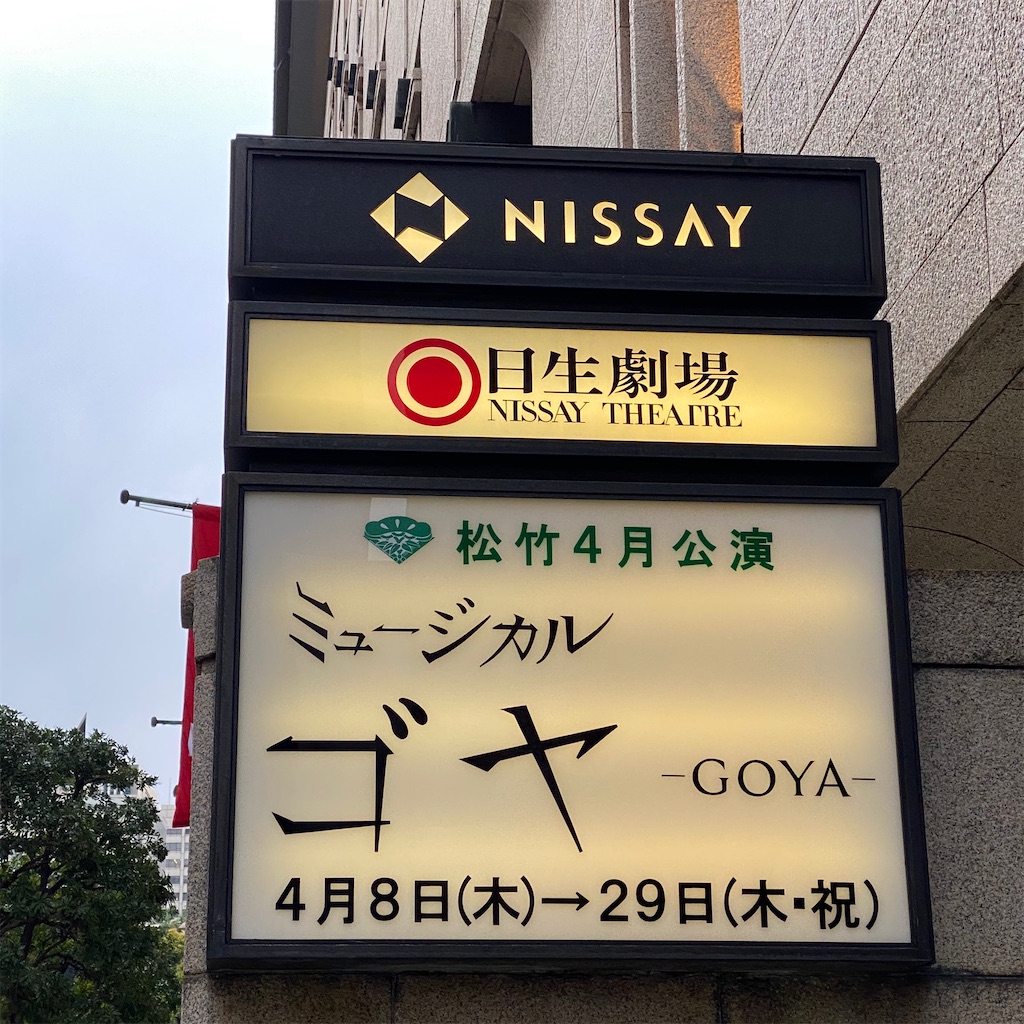 NISSAY
日生劇場
NISSAY THEATRE
松竹4月公演
ミュージカル
ゴヤ -GOYA-
4月8日(木)→29日(木・祝)